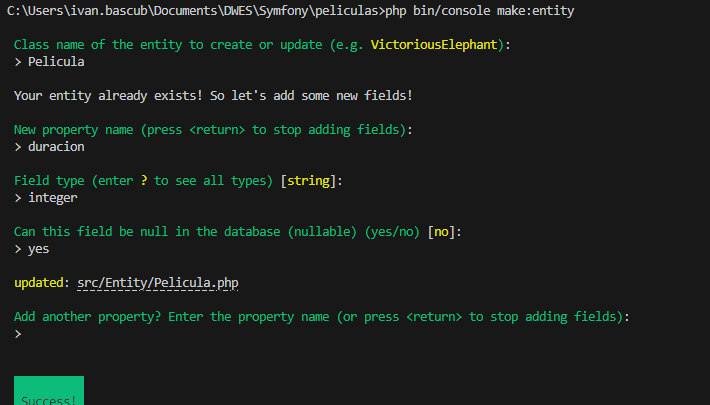 C:\Users\ivan.bascub\Documents\DWES\Symfony\peliculas>php bin/console make:entity
Class name of the entity to create or update (e.g. VictoriousElephant):
> Pelicula
Your entity already exists! So let's add some new fields!
New property name (press <return> to stop adding fields):
> duracion
Field type (enter ? to see all types) [string]:
> integer
Can this field be null in the database (nullable) (yes/no) [no]:
> yes
updated: src/Entity/Pelicula.php
Add another property? Enter the property name (or press <return> to stop adding fields):
>
Success!